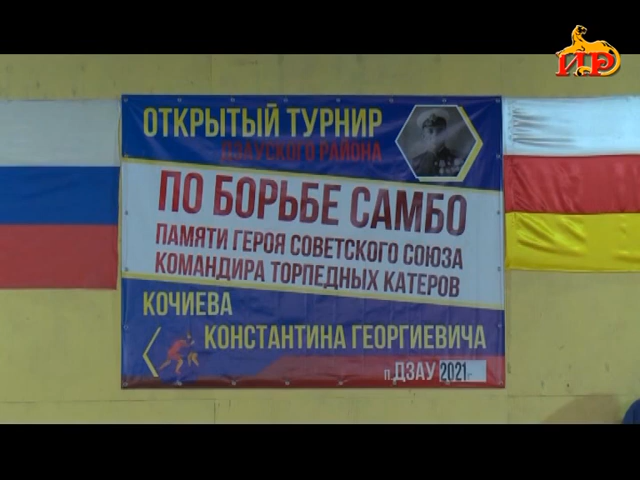 ИР
ОТКРЫТЫЙ ТУРНИР
ДЗАУСКОГО РАЙОНА
ПО БОРЬБЕ САМБО
ПАМЯТИ ГЕРОЯ СОВЕТСКОГО СОЮЗА
КОМАНДИРА ТОРПЕДНЫХ КАТЕРОВ
КОЧИЕВА
КОНСТАНТИНА ГЕОРГИЕВИЧА
п.ДЗАУ 2021г